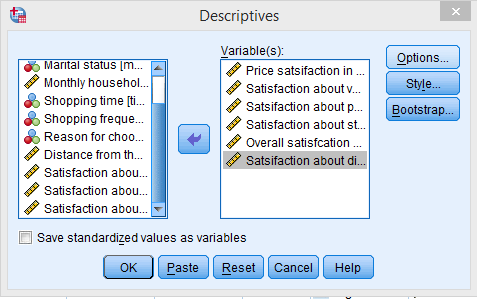 Descriptives
Marital status [m...
Monthly househol...
Shopping time [ti...
Shopping freque...
Reason for choo...
Distance from th...
Satisfaction abou...
Satisfaction abou...
Satisfaction abou...
Variable(s):
Price satsifaction in ...
Satisfaction about v...
Satsifaction about p...
Satisfaction about st...
Overall satisfcation ...
Satsifaction about di...
Options...
Style...
Bootstrap...
Save standardized values as variables
OK
Paste
Reset
Cancel
Help